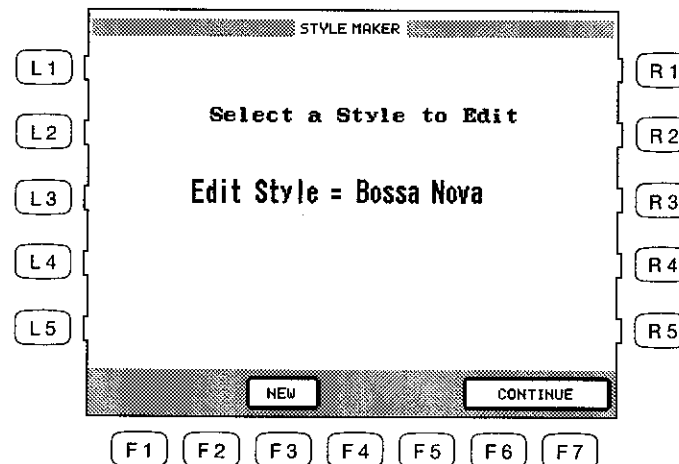 STYLE MAKER
L1 R1
Select a Style to Edit
L2 R2
Edit Style = Bossa Nova
L3 R3
L4 R4
L5 R5
NEW CONTINUE
F1 F2 F3 F4 F5 F6 F7